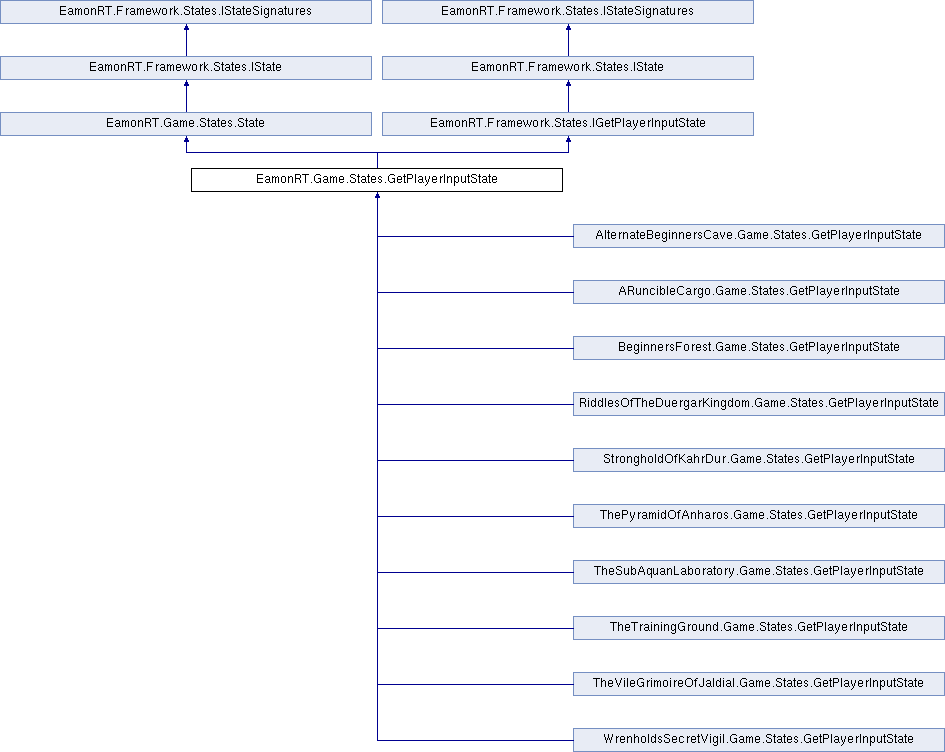 EamonRT.Framework.States.IStateSignatures
EamonRT.Framework.States.IStateSignatures
EamonRT.Framework.States.IState
EamonRT.Framework.States.IState
EamonRT.Game.States.State
EamonRT.Framework.States.IGetPlayerInputState
EamonRT.Game.States.GetPlayerInputState
AlternateBeginnersCave.Game.States.GetPlayerInputState
ARuncibleCargo.Game.States.GetPlayerInputState
BeginnersForest.Game.States.GetPlayerInputState
RiddlesOfTheDuergarKingdom.Game.States.GetPlayerInputState
StrongholdOfKahrDur.Game.States.GetPlayerInputState
ThePyramidOfAnharos.Game.States.GetPlayerInputState
TheSubAquanLaboratory.Game.States.GetPlayerInputState
TheTrainingGround.Game.States.GetPlayerInputState
TheVileGrimoireOfJaldial.Game.States.GetPlayerInputState
WrenholdsSecretVigil.Game.States.GetPlayerInputState